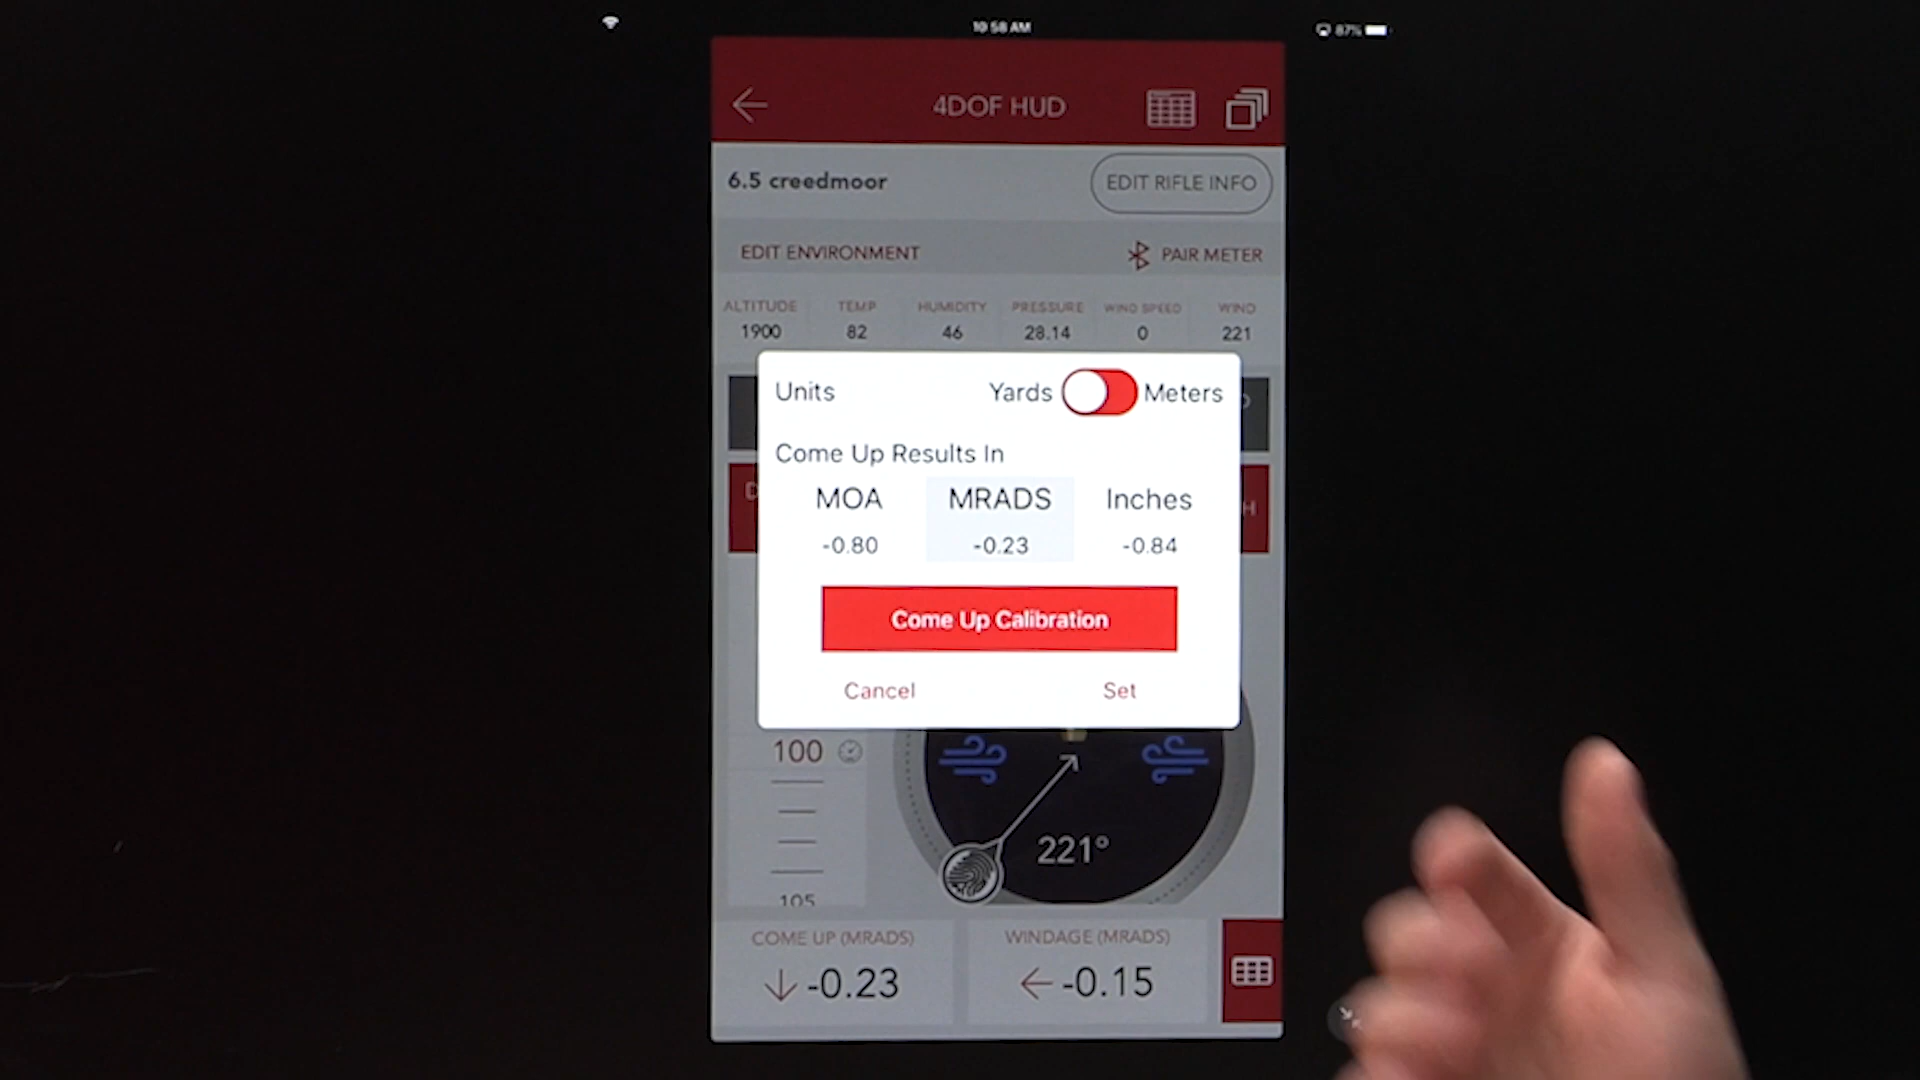 10:58 AM
87%
4DOF HUD
6.5 creedmoor
EDIT RIFLE INFO
EDIT ENVIRONMENT
PAIR METER
ALTITUDE TEMP HUMIDITY PRESSURE WIND SPEED WIND
1900 82 46 28.14 0 221
Units Yards Meters
Come Up Results In
MOA MRADS Inches
-0.80 -0.23 -0.84
Come Up Calibration
Cancel Set
100
221°
105
COME UP (MRADS) WINDAGE (MRADS)
-0.23 -0.15